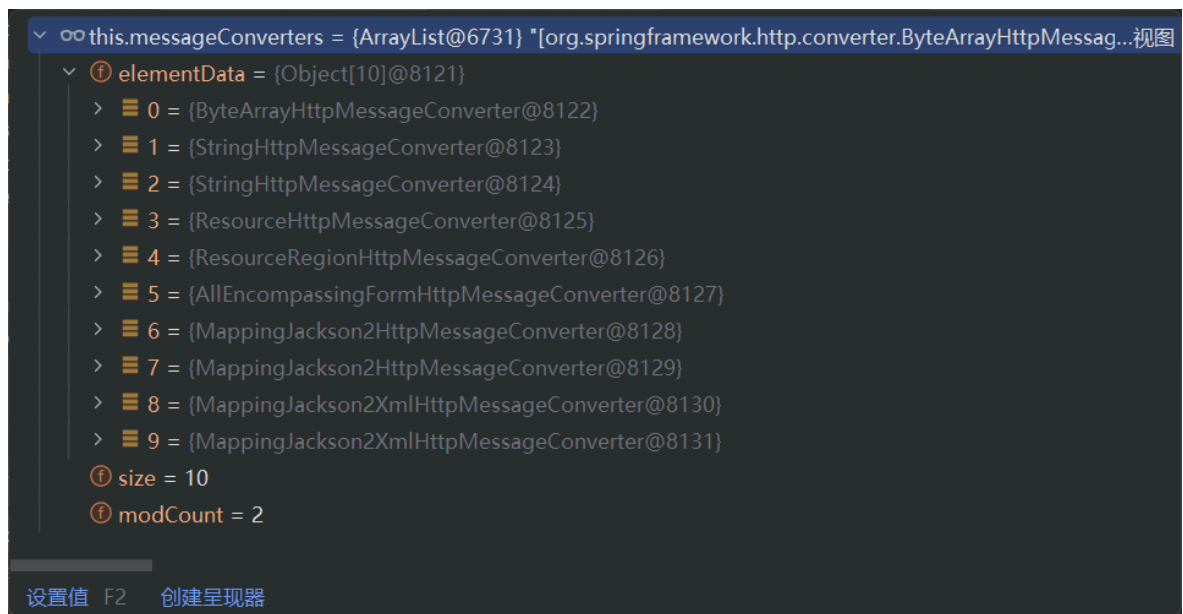 this.messageConverters = {ArrayList@6731} "[org.springframework.http.converter.ByteArrayHttpMessag...视图
elementData = {Object[10]@8121}
0 = {ByteArrayHttpMessageConverter@8122}
1 = {StringHttpMessageConverter@8123}
2 = {StringHttpMessageConverter@8124}
3 = {ResourceHttpMessageConverter@8125}
4 = {ResourceRegionHttpMessageConverter@8126}
5 = {AllEncompassingFormHttpMessageConverter@8127}
6 = {MappingJackson2HttpMessageConverter@8128}
7 = {MappingJackson2HttpMessageConverter@8129}
8 = {MappingJackson2XmlHttpMessageConverter@8130}
9 = {MappingJackson2XmlHttpMessageConverter@8131}
size = 10
modCount = 2
设置值 F2 创建呈现器